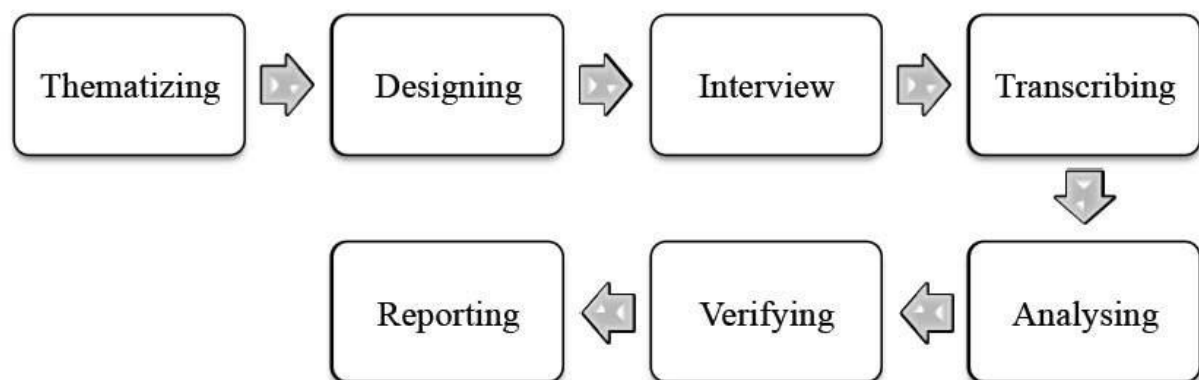 Thematizing
Designing
Interview
Transcribing
Analysing
Verifying
Reporting